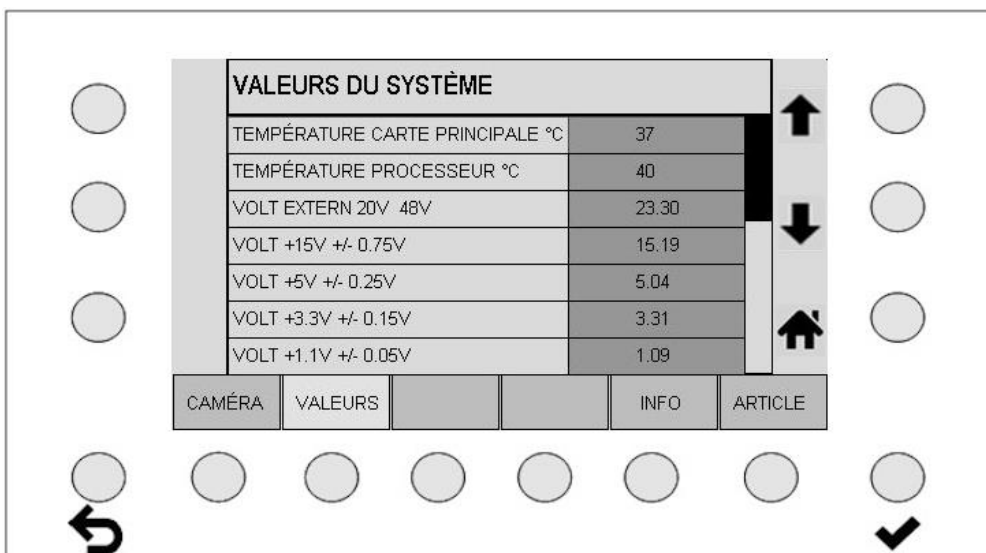 VALEURS DU SYSTÈME
TEMPÉRATURE CARTE PRINCIPALE °C 37
TEMPÉRATURE PROCESSEUR °C 40
VOLT EXTERN 20V 48V 23.30
VOLT +15V +/- 0.75V 15.19
VOLT +5V +/- 0.25V 5.04
VOLT +3.3V +/- 0.15V 3.31
VOLT +1.1V +/- 0.05V 1.09
CAMÉRA VALEURS INFO ARTICLE